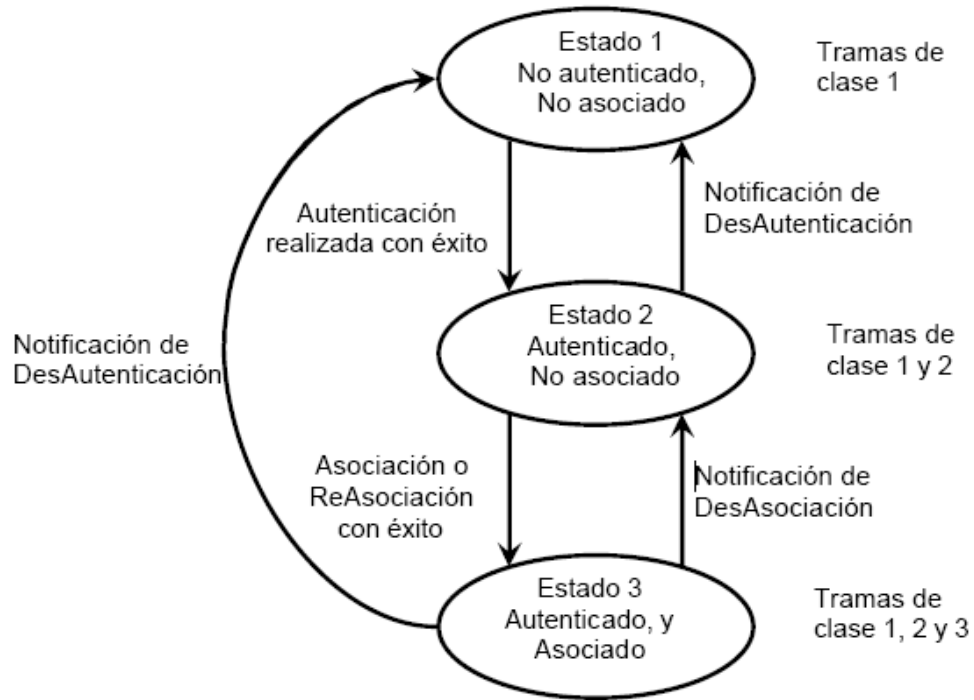 Estado 1
No autenticado,
No asociado
Tramas de
clase 1
Autenticación
realizada con éxito
Notificación de
DesAutenticación
Notificación de
DesAutenticación
Estado 2
Autenticado,
No asociado
Tramas de
clase 1 y 2
Asociación o
ReAsociación
con éxito
Notificación de
DesAsociación
Estado 3
Autenticado, y
Asociado
Tramas de
clase 1, 2 y 3